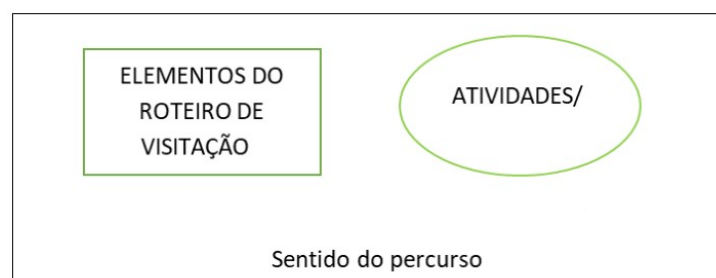 ELEMENTOS DO
ROTEIRO DE
VISITAÇÃO
ATIVIDADES/
Sentido do percurso